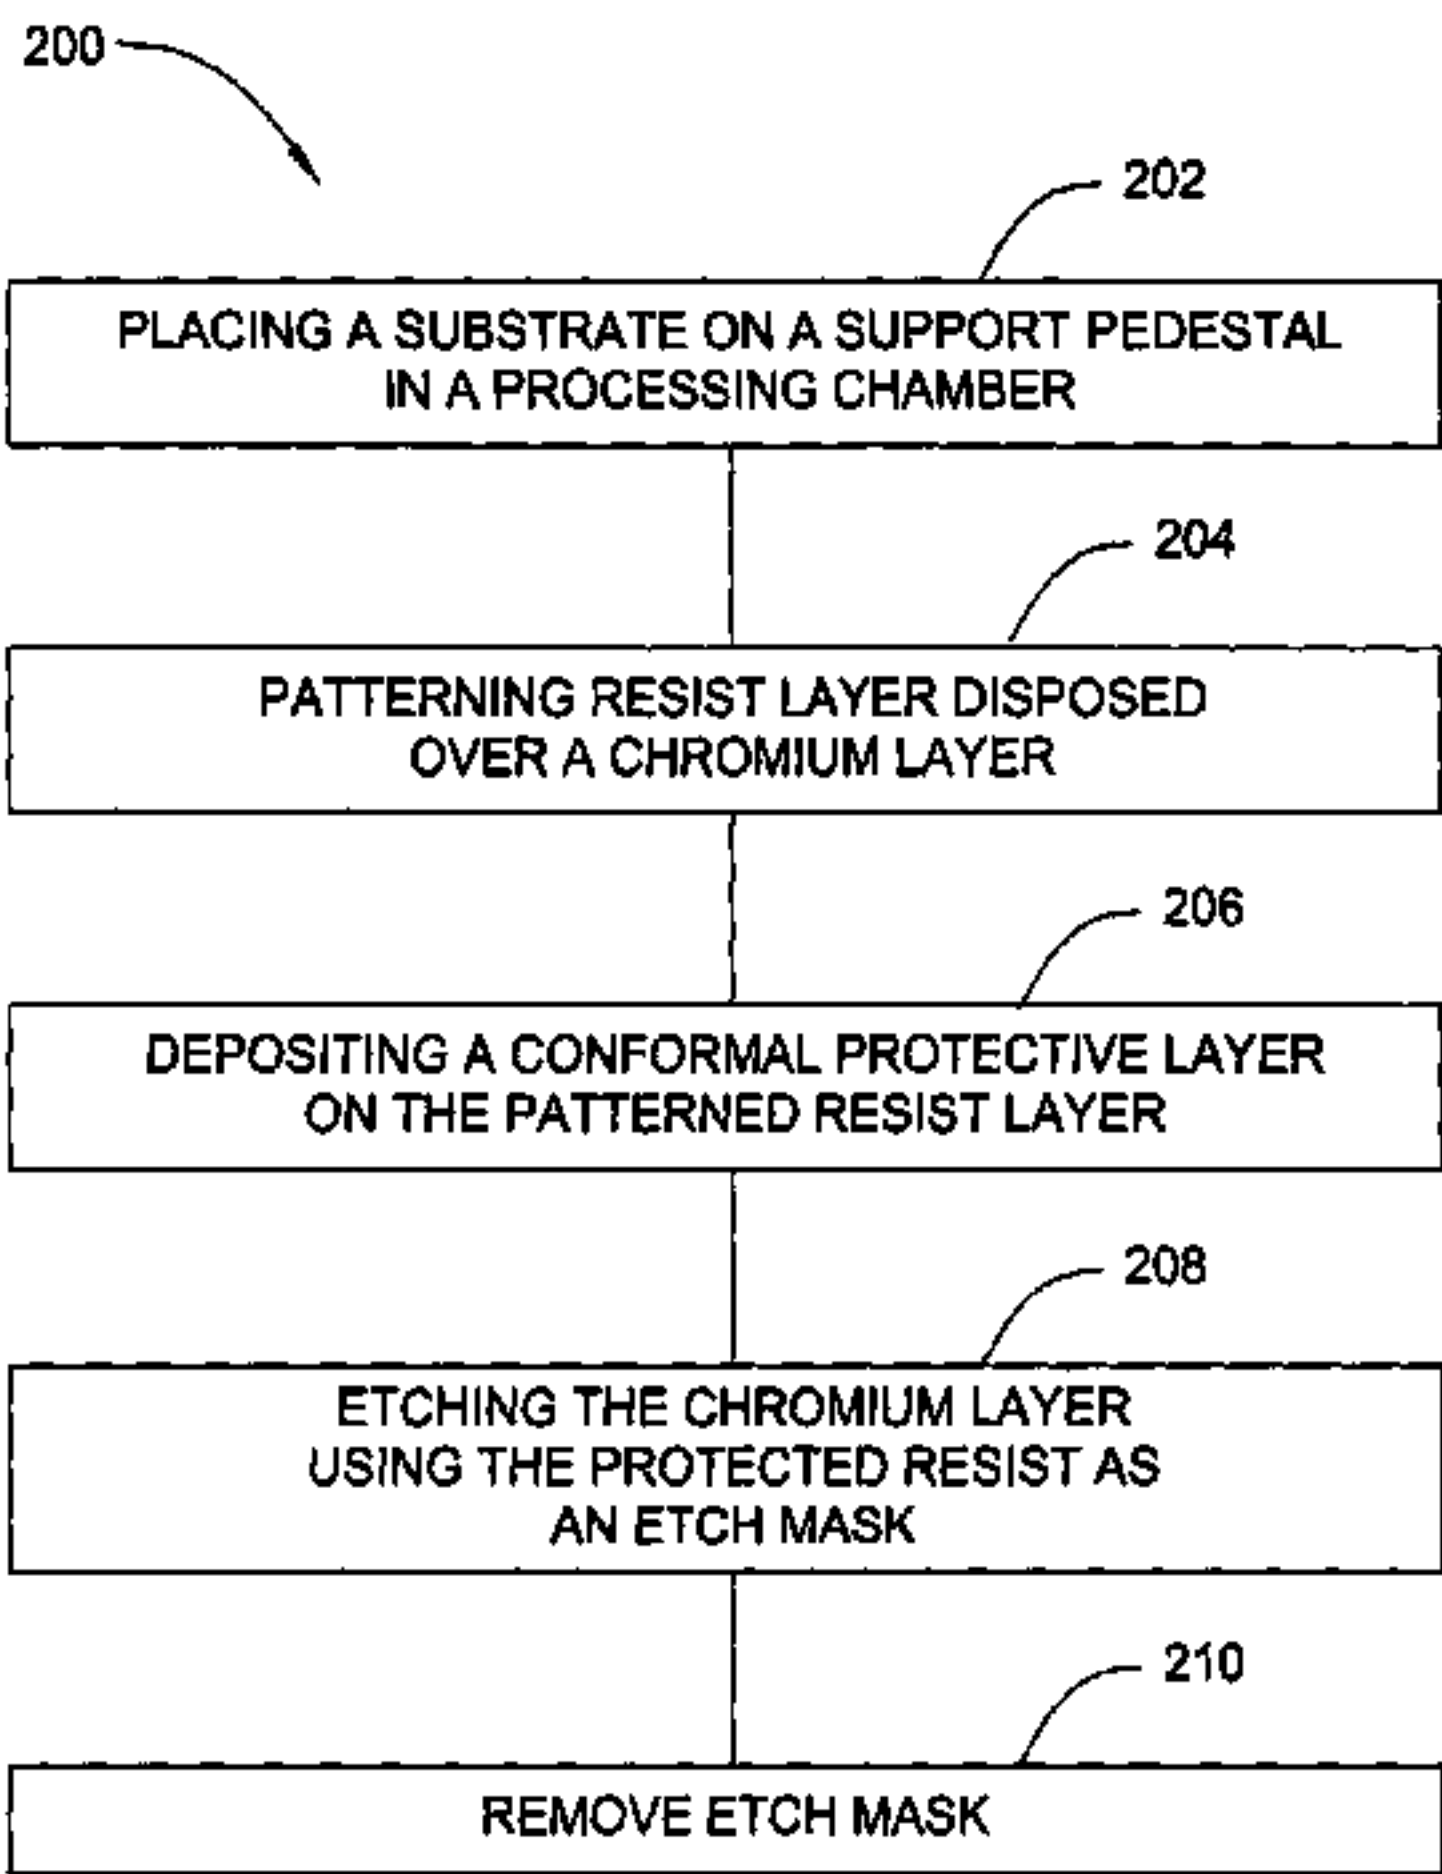 200
202
PLACING A SUBSTRATE ON A SUPPORT PEDESTAL
IN A PROCESSING CHAMBER
204
PATTERNING RESIST LAYER DISPOSED
OVER A CHROMIUM LAYER
206
DEPOSITING A CONFORMAL PROTECTIVE LAYER
ON THE PATTERNED RESIST LAYER
208
ETCHING THE CHROMIUM LAYER
USING THE PROTECTED RESIST AS
AN ETCH MASK
210
REMOVE ETCH MASK